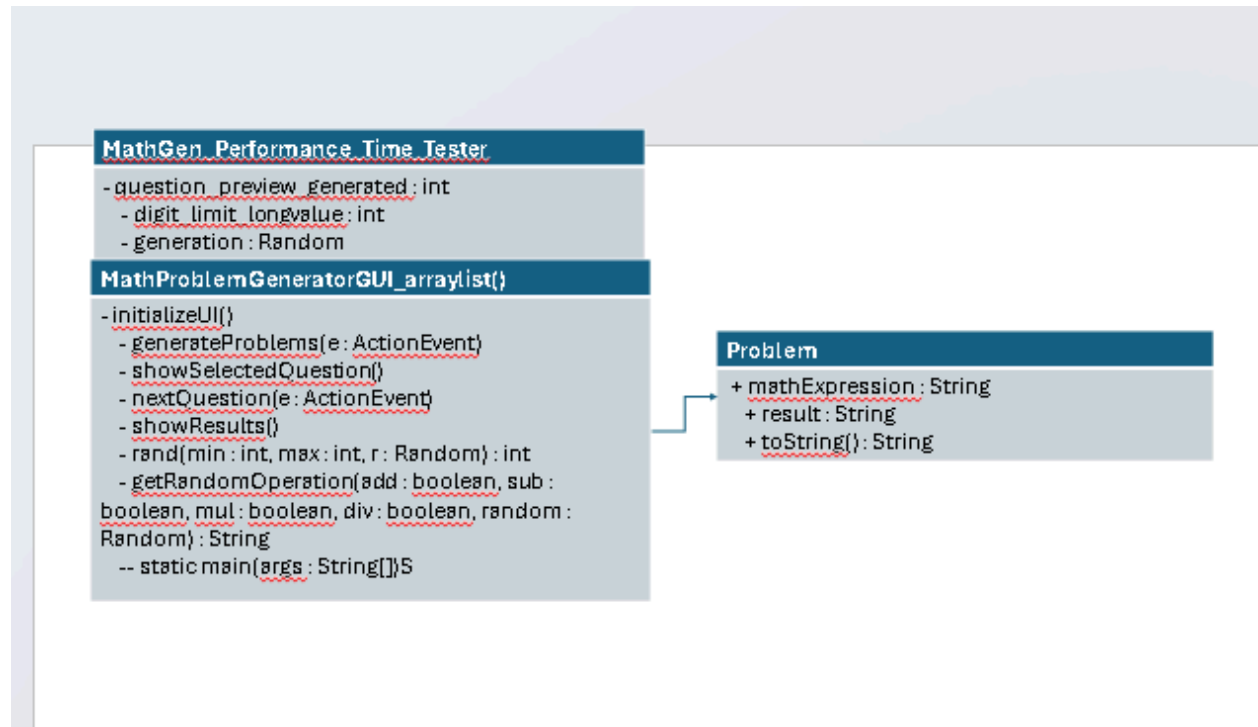 MathGen_Performance_Time_Tester
- question_preview_generated : int
- digit_limit_longvalue : int
- generation : Random
MathProblemGeneratorGUI_arraylist()
- initializeUI()
- generateProblems(e : ActionEvent)
- showSelectedQuestion()
- nextQuestion(e : ActionEvent)
- showResults()
- rand(min : int, max : int, r : Random) : int
- getRandomOperation(add : boolean, sub :
boolean, mul : boolean, div : boolean, random :
Random) : String
-- static main(args : String[])S
Problem
+ mathExpression : String
+ result : String
+ toString() : String